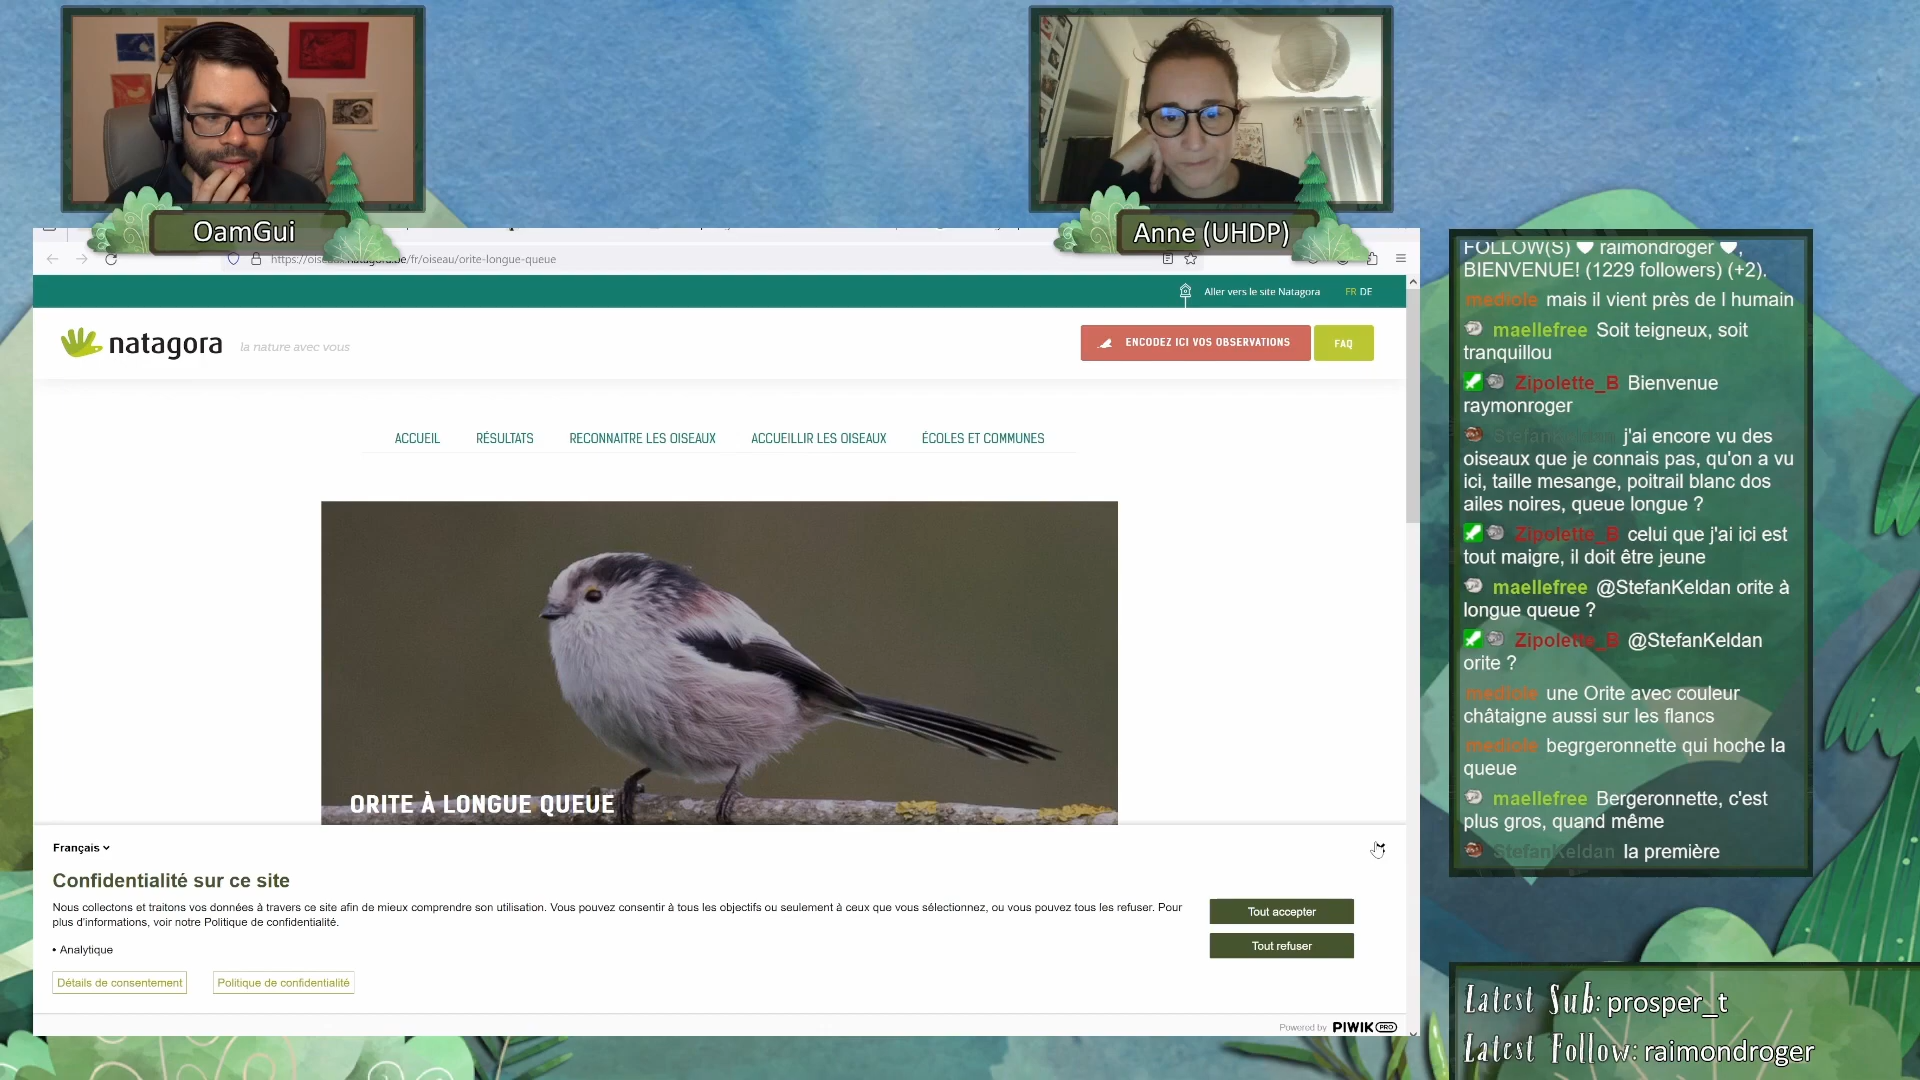 OamGui
Anne (UHDP)
https://oiseaux.natagora.be/fr/oiseau/orite-longue-queue
Aller vers le site Natagora
FR DE
natagora
la nature avec vous
ENCODEZ ICI VOS OBSERVATIONS
FAQ
ACCUEIL
RÉSULTATS
RECONNAITRE LES OISEAUX
ACCUEILLIR LES OISEAUX
ÉCOLES ET COMMUNES
ORITE À LONGUE QUEUE
Français
Confidentialité sur ce site
Nous collectons et traitons vos données à travers ce site afin de mieux comprendre son utilisation. Vous pouvez consentir à tous les objectifs ou seulement à ceux que vous sélectionnez, ou vous pouvez tous les refuser. Pour
plus d'informations, voir notre Politique de confidentialité.
• Analytique
Détails de consentement
Politique de confidentialité
Tout accepter
Tout refuser
Powered by PIWIK PRO
FOLLOW(S) ♥ raimondroger ♥,
BIENVENUE! (1229 followers) (+2).
mediole mais il vient près de l humain
maellefree Soit teigneux, soit
tranquillou
Zipolette_B Bienvenue
raymonroger
StefanKeldan j'ai encore vu des
oiseaux que je connais pas, qu'on a vu
ici, taille mesange, poitrail blanc dos
ailes noires, queue longue ?
Zipolette_B celui que j'ai ici est
tout maigre, il doit être jeune
maellefree @StefanKeldan orite à
longue queue ?
Zipolette_B @StefanKeldan
orite ?
mediole une Orite avec couleur
châtaigne aussi sur les flancs
mediole begrgeronnette qui hoche la
queue
maellefree Bergeronnette, c'est
plus gros, quand même
StefanKeldan la première
Latest Sub: prosper_t
Latest Follow: raimondroger